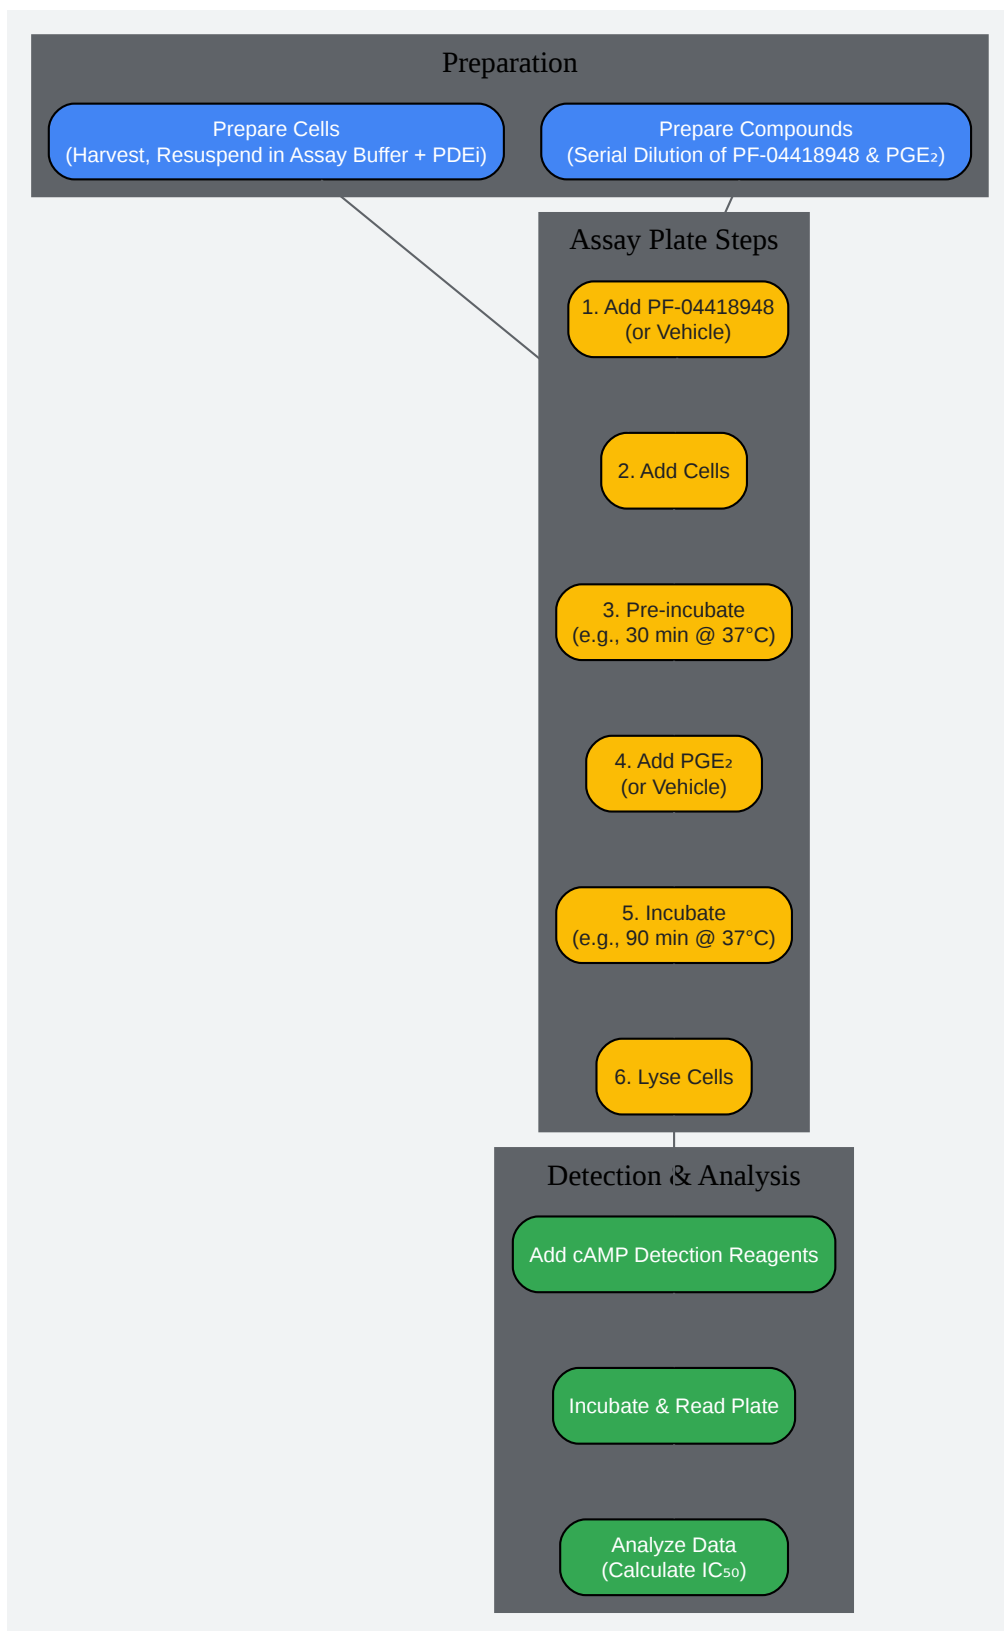 Preparation
Prepare Cells
(Harvest, Resuspend in Assay Buffer + PDEi)
Prepare Compounds
(Serial Dilution of PF-04418948 & PGE₂)
Assay Plate Steps
1. Add PF-04418948
(or Vehicle)
2. Add Cells
3. Pre-incubate
(e.g., 30 min @ 37°C)
4. Add PGE₂
(or Vehicle)
5. Incubate
(e.g., 90 min @ 37°C)
6. Lyse Cells
Detection & Analysis
Add cAMP Detection Reagents
Incubate & Read Plate
Analyze Data
(Calculate IC₅₀)